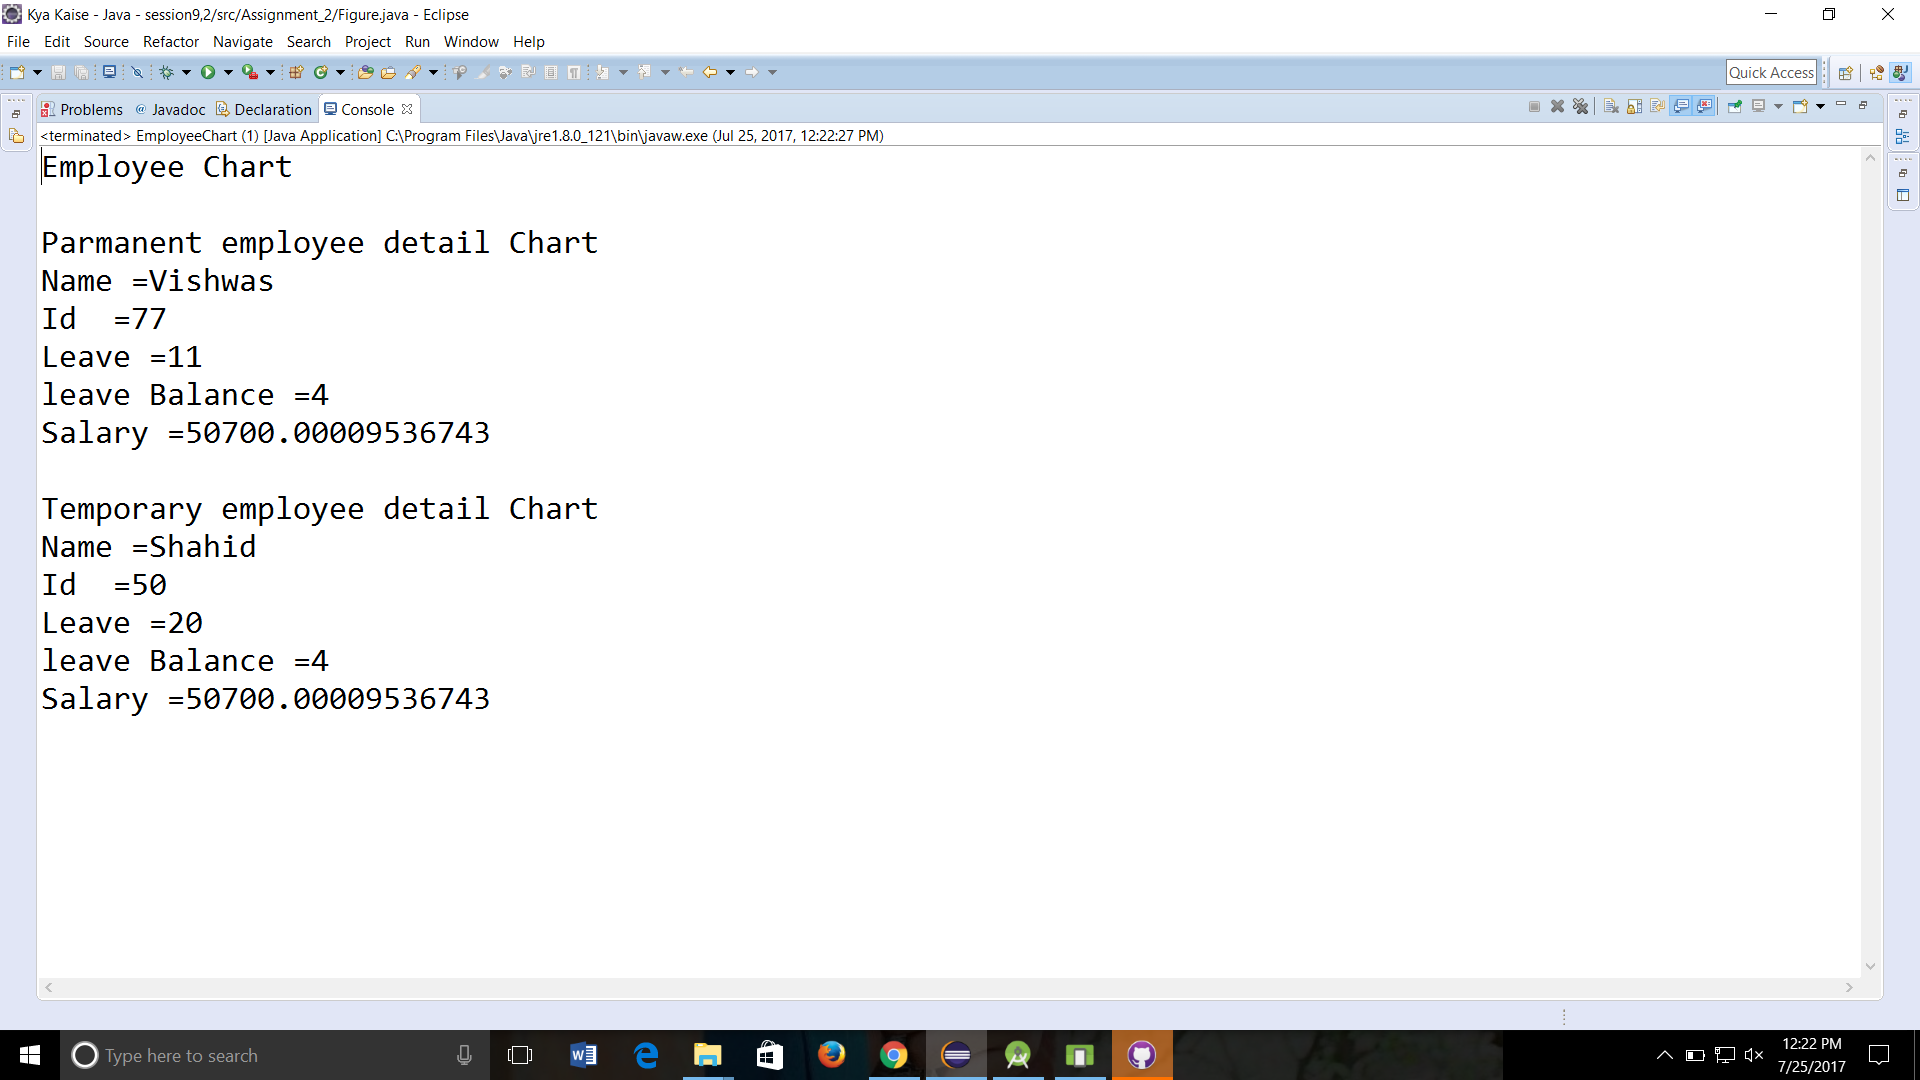 Kya Kaise - Java - session9,2/src/Assignment_2/Figure.java - Eclipse
File Edit Source Refactor Navigate Search Project Run Window Help
Quick Access
Problems @ Javadoc Declaration Console
<terminated> EmployeeChart (1) [Java Application] C:\Program Files\Java\jre1.8.0_121\bin\javaw.exe (Jul 25, 2017, 12:22:27 PM)
Employee Chart
Parmanent employee detail Chart
Name =Vishwas
Id  =77
Leave =11
leave Balance =4
Salary =50700.00009536743
Temporary employee detail Chart
Name =Shahid
Id  =50
Leave =20
leave Balance =4
Salary =50700.00009536743
Type here to search
12:22 PM
7/25/2017